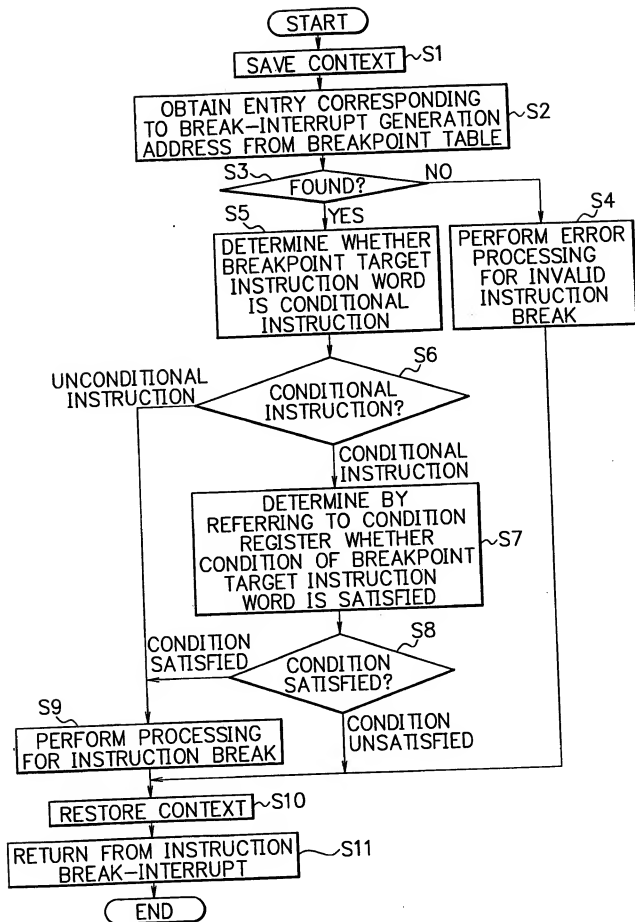 START
SAVE CONTEXT
S1
OBTAIN ENTRY CORRESPONDING
TO BREAK-INTERRUPT GENERATION
ADDRESS FROM BREAKPOINT TABLE
S2
S3
FOUND?
NO
YES
S5
DETERMINE WHETHER
BREAKPOINT TARGET
INSTRUCTION WORD
IS CONDITIONAL
INSTRUCTION
S4
PERFORM ERROR
PROCESSING
FOR INVALID
INSTRUCTION
BREAK
S6
UNCONDITIONAL
INSTRUCTION
CONDITIONAL
INSTRUCTION?
CONDITIONAL
INSTRUCTION
DETERMINE BY
REFERRING TO CONDITION
REGISTER WHETHER
CONDITION OF BREAKPOINT
TARGET INSTRUCTION
WORD IS SATISFIED
S7
S8
CONDITION
SATISFIED
CONDITION
SATISFIED?
S9
PERFORM PROCESSING
FOR INSTRUCTION BREAK
CONDITION
UNSATISFIED
RESTORE CONTEXT
S10
RETURN FROM INSTRUCTION
BREAK-INTERRUPT
S11
END